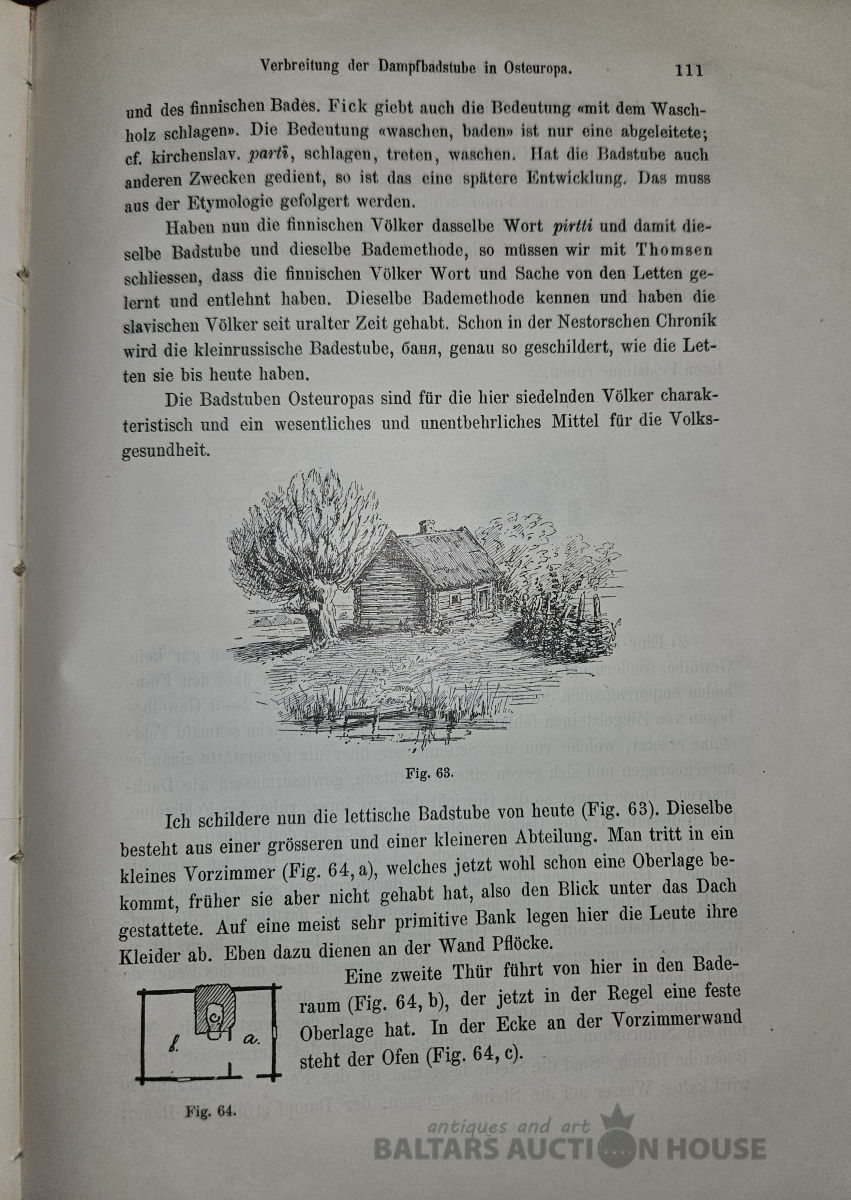 Verbreitung der Dampfbadstube in Osteuropa.
111
und des finnischen Bades. Fick giebt auch die Bedeutung «mit dem Wasch-
holz schlagen». Die Bedeutung «waschen, baden» ist nur eine abgeleitete;
cf. kirchenslav. partī, schlagen, treten, waschen. Hat die Badstube auch
anderen Zwecken gedient, so ist das eine spätere Entwicklung. Das muss
aus der Etymologie gefolgert werden.
Haben nun die finnischen Völker dasselbe Wort pirtti und damit die-
selbe Badstube und dieselbe Bademethode, so müssen wir mit Thomsen
schliessen, dass die finnischen Völker Wort und Sache von den Letten ge-
lernt und entlehnt haben. Dieselbe Bademethode kennen und haben die
slavischen Völker seit uralter Zeit gehabt. Schon in der Nestorschen Chronik
wird die kleinrussische Badestube, баня, genau so geschildert, wie die Let-
ten sie bis heute haben.
Die Badstuben Osteuropas sind für die hier siedelnden Völker charak-
teristisch und ein wesentliches und unentbehrliches Mittel für die Volks-
gesundheit.
Fig. 63.
Ich schildere nun die lettische Badstube von heute (Fig. 63). Dieselbe
besteht aus einer grösseren und einer kleineren Abteilung. Man tritt in ein
kleines Vorzimmer (Fig. 64, a), welches jetzt wohl schon eine Oberlage be-
kommt, früher sie aber nicht gehabt hat, also den Blick unter das Dach
gestattete. Auf eine meist sehr primitive Bank legen hier die Leute ihre
Kleider ab. Eben dazu dienen an der Wand Pflöcke.
Eine zweite Thür führt von hier in den Bade-
raum (Fig. 64, b), der jetzt in der Regel eine feste
Oberlage hat. In der Ecke an der Vorzimmerwand
steht der Ofen (Fig. 64, c).
c.
b. a.
Fig. 64.
antiques and art
BALTARS AUCTION HOUSE